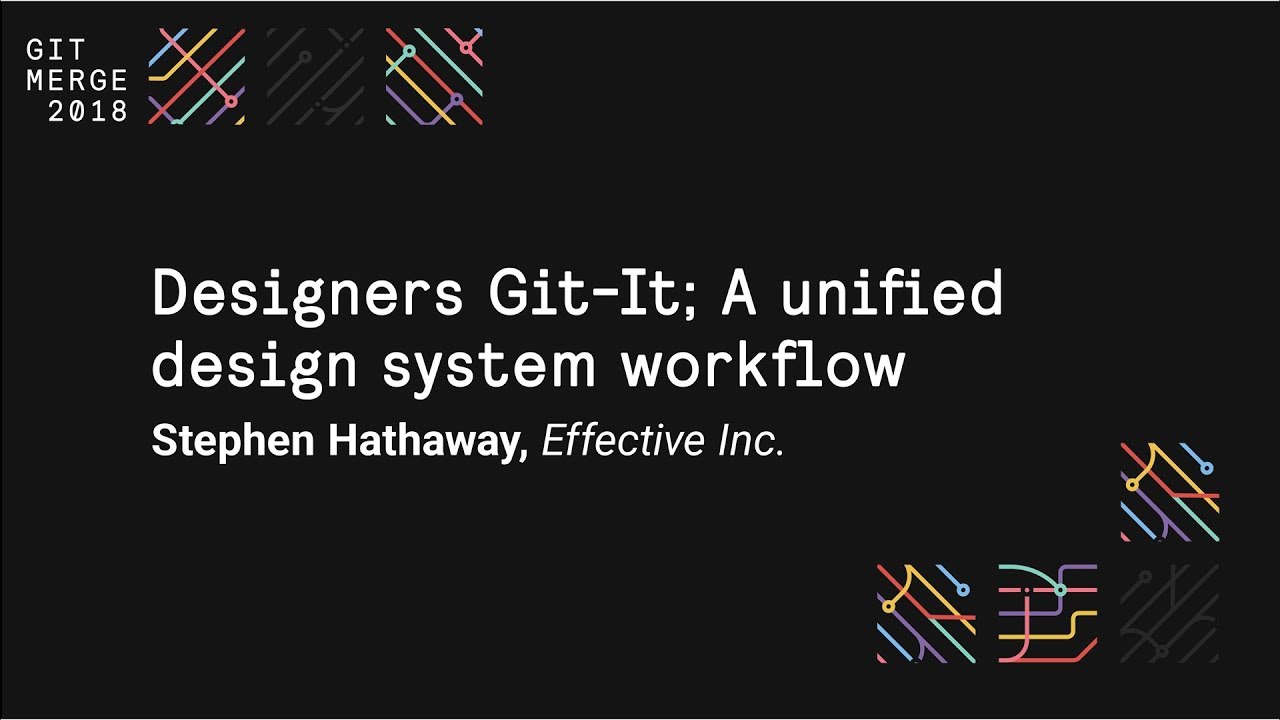 GIT
MERGE
2018
Designers Git-It; A unified
design system workflow
Stephen Hathaway, Effective Inc.